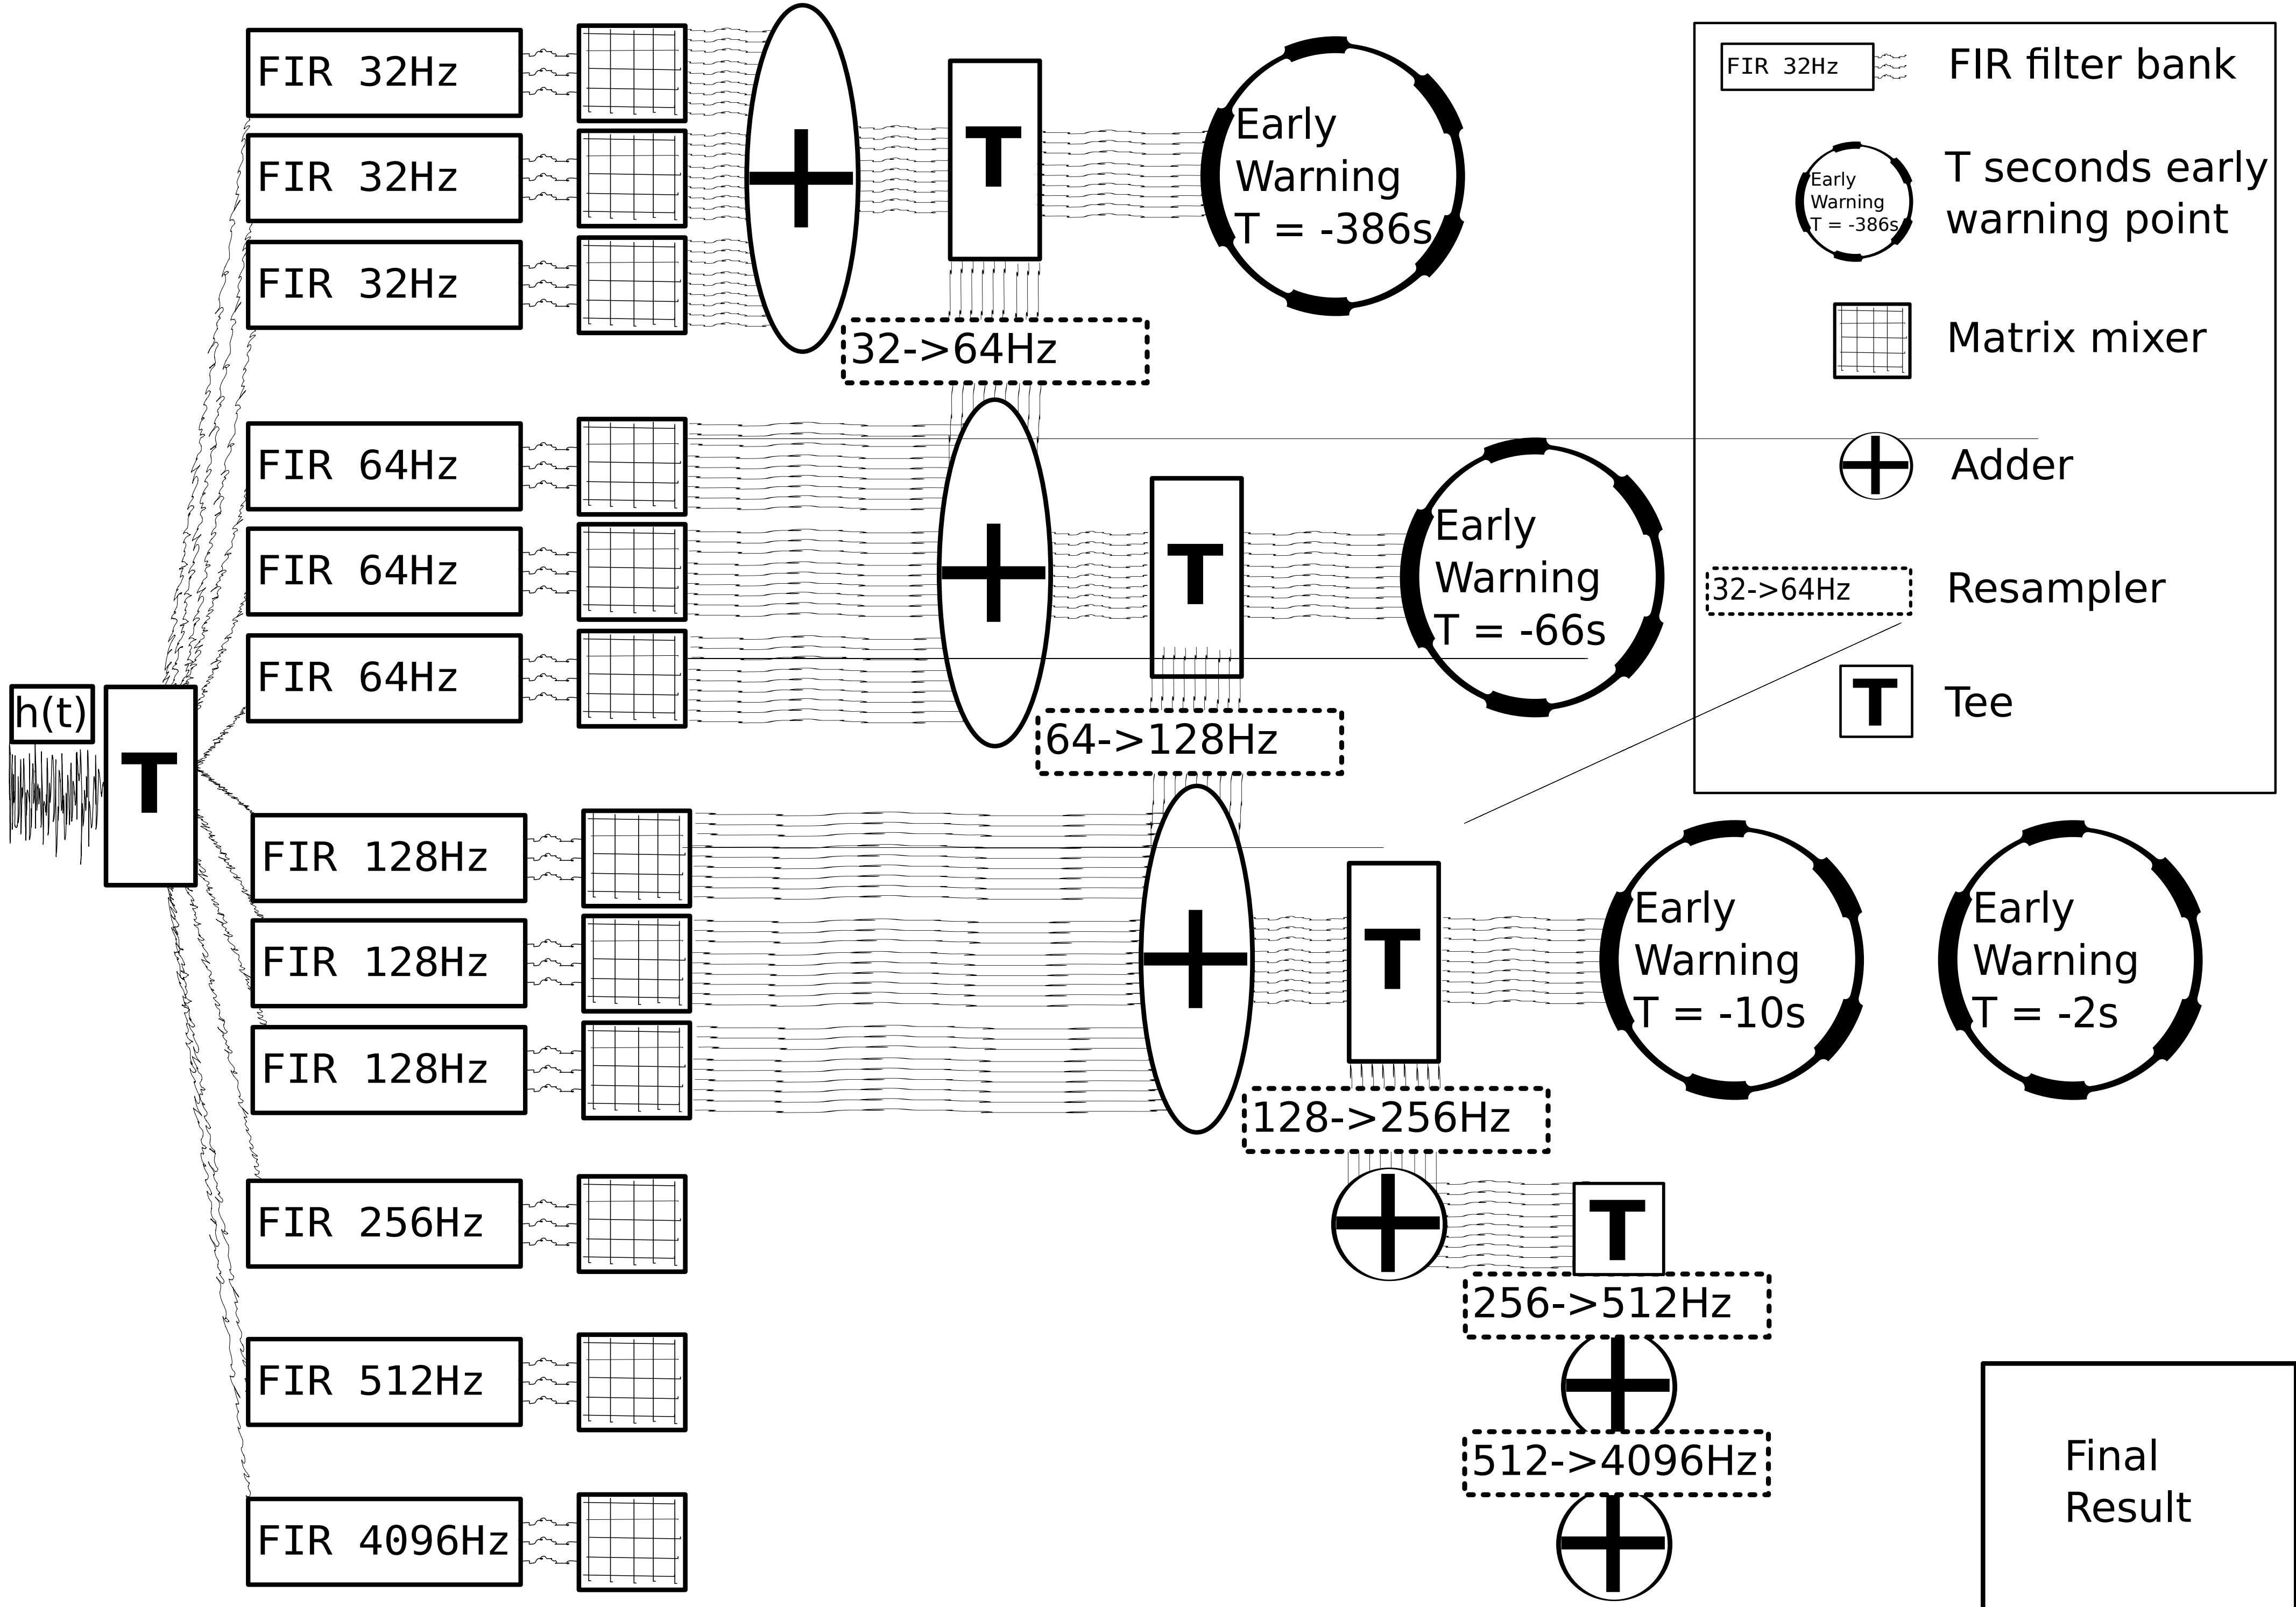 FIR 32Hz
FIR 32Hz
FIR 32Hz
+
T
Early
Warning
T = -386s
32->64Hz
FIR 64Hz
FIR 64Hz
FIR 64Hz
+
T
Early
Warning
T = -66s
64->128Hz
h(t)
T
FIR 128Hz
FIR 128Hz
FIR 128Hz
+
T
Early
Warning
T = -10s
Early
Warning
T = -2s
128->256Hz
FIR 256Hz
+
T
256->512Hz
FIR 512Hz
+
512->4096Hz
FIR 4096Hz
+
Final
Result
FIR 32Hz
FIR filter bank
Early
Warning
T = -386s
T seconds early
warning point
Matrix mixer
+
Adder
32->64Hz
Resampler
T
Tee